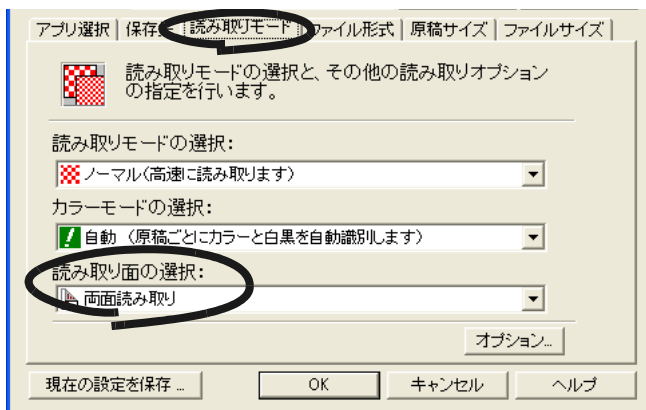 アプリ選択 保存 読み取りモード ファイル形式 原稿サイズ ファイルサイズ
読み取りモードの選択と、その他の読み取りオプション
の指定を行います。
読み取りモードの選択:
ノーマル(高速に読み取ります)
カラーモードの選択:
自動 (原稿ごとにカラーと白黒を自動識別します)
読み取り面の選択:
両面読み取り
オプション...
現在の設定を保存 ... OK キャンセル ヘルプ